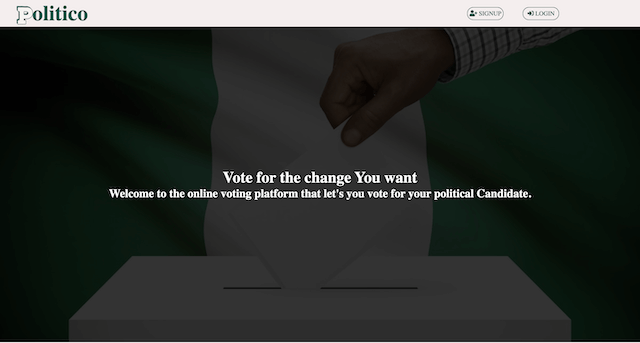 Politico
SIGNUP
LOGIN
Vote for the change You want
Welcome to the online voting platform that let's you vote for your political Candidate.